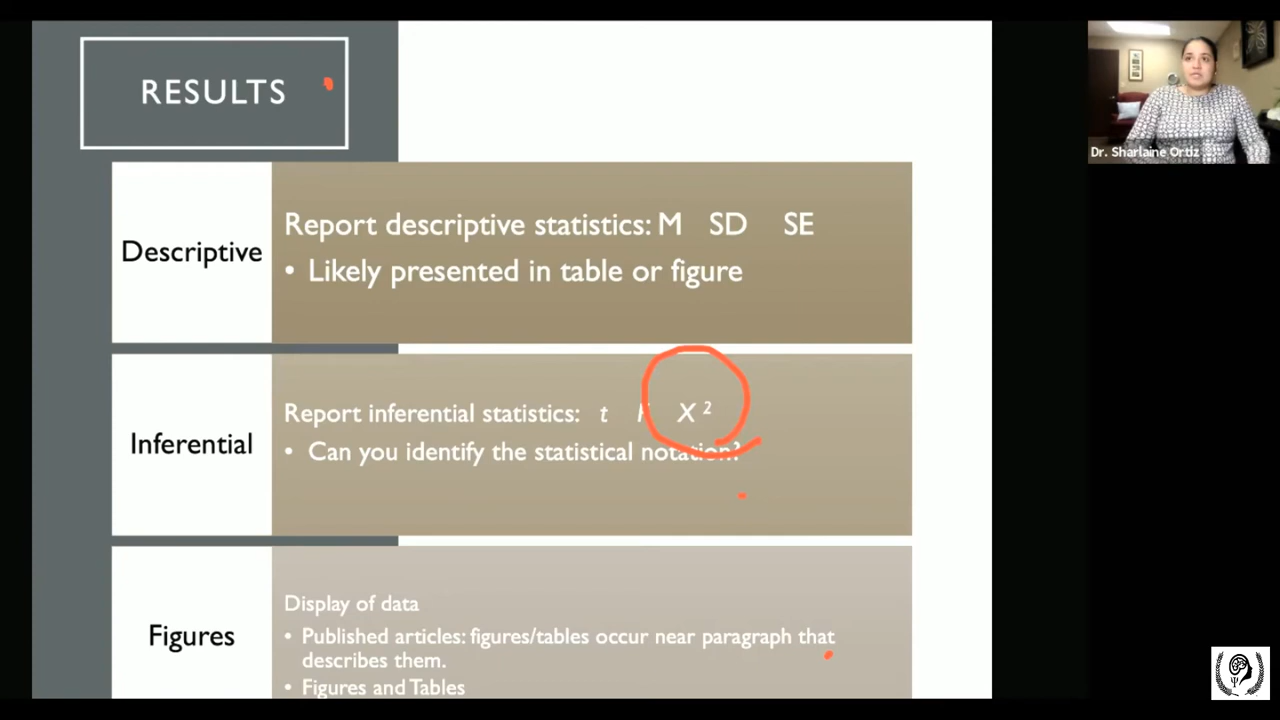 RESULTS
Dr. Sharlaine Ortiz
Descriptive
Report descriptive statistics: M SD SE
• Likely presented in table or figure
Inferential
Report inferential statistics: t F X ²
• Can you identify the statistical notation?
Figures
Display of data
• Published articles: figures/tables occur near paragraph that
describes them.
• Figures and Tables